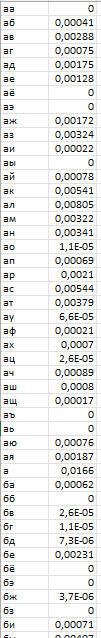 аа 0
аб 0,00041
ав 0,00288
аг 0,00075
ад 0,00175
ае 0,00128
аё 0
аэ 0
аж 0,00172
аз 0,00324
аи 0,00022
аы 0
ай 0,00078
ак 0,00541
ал 0,00805
ам 0,00322
ан 0,00341
ао 1,1E-05
ап 0,00069
ар 0,0021
ас 0,00544
ат 0,00379
ау 6,6E-05
аф 0,00021
ах 0,0007
ац 2,6E-05
ач 0,00089
аш 0,0008
ащ 0,00017
аъ 0
аь 0
аю 0,00076
ая 0,00187
а 0,0166
ба 0,00062
бб 0
бв 2,6E-05
бг 1,1E-05
бд 7,3E-06
бе 0,00231
бё 0
бэ 0
бж 3,7E-06
бз 0
би 0,00071